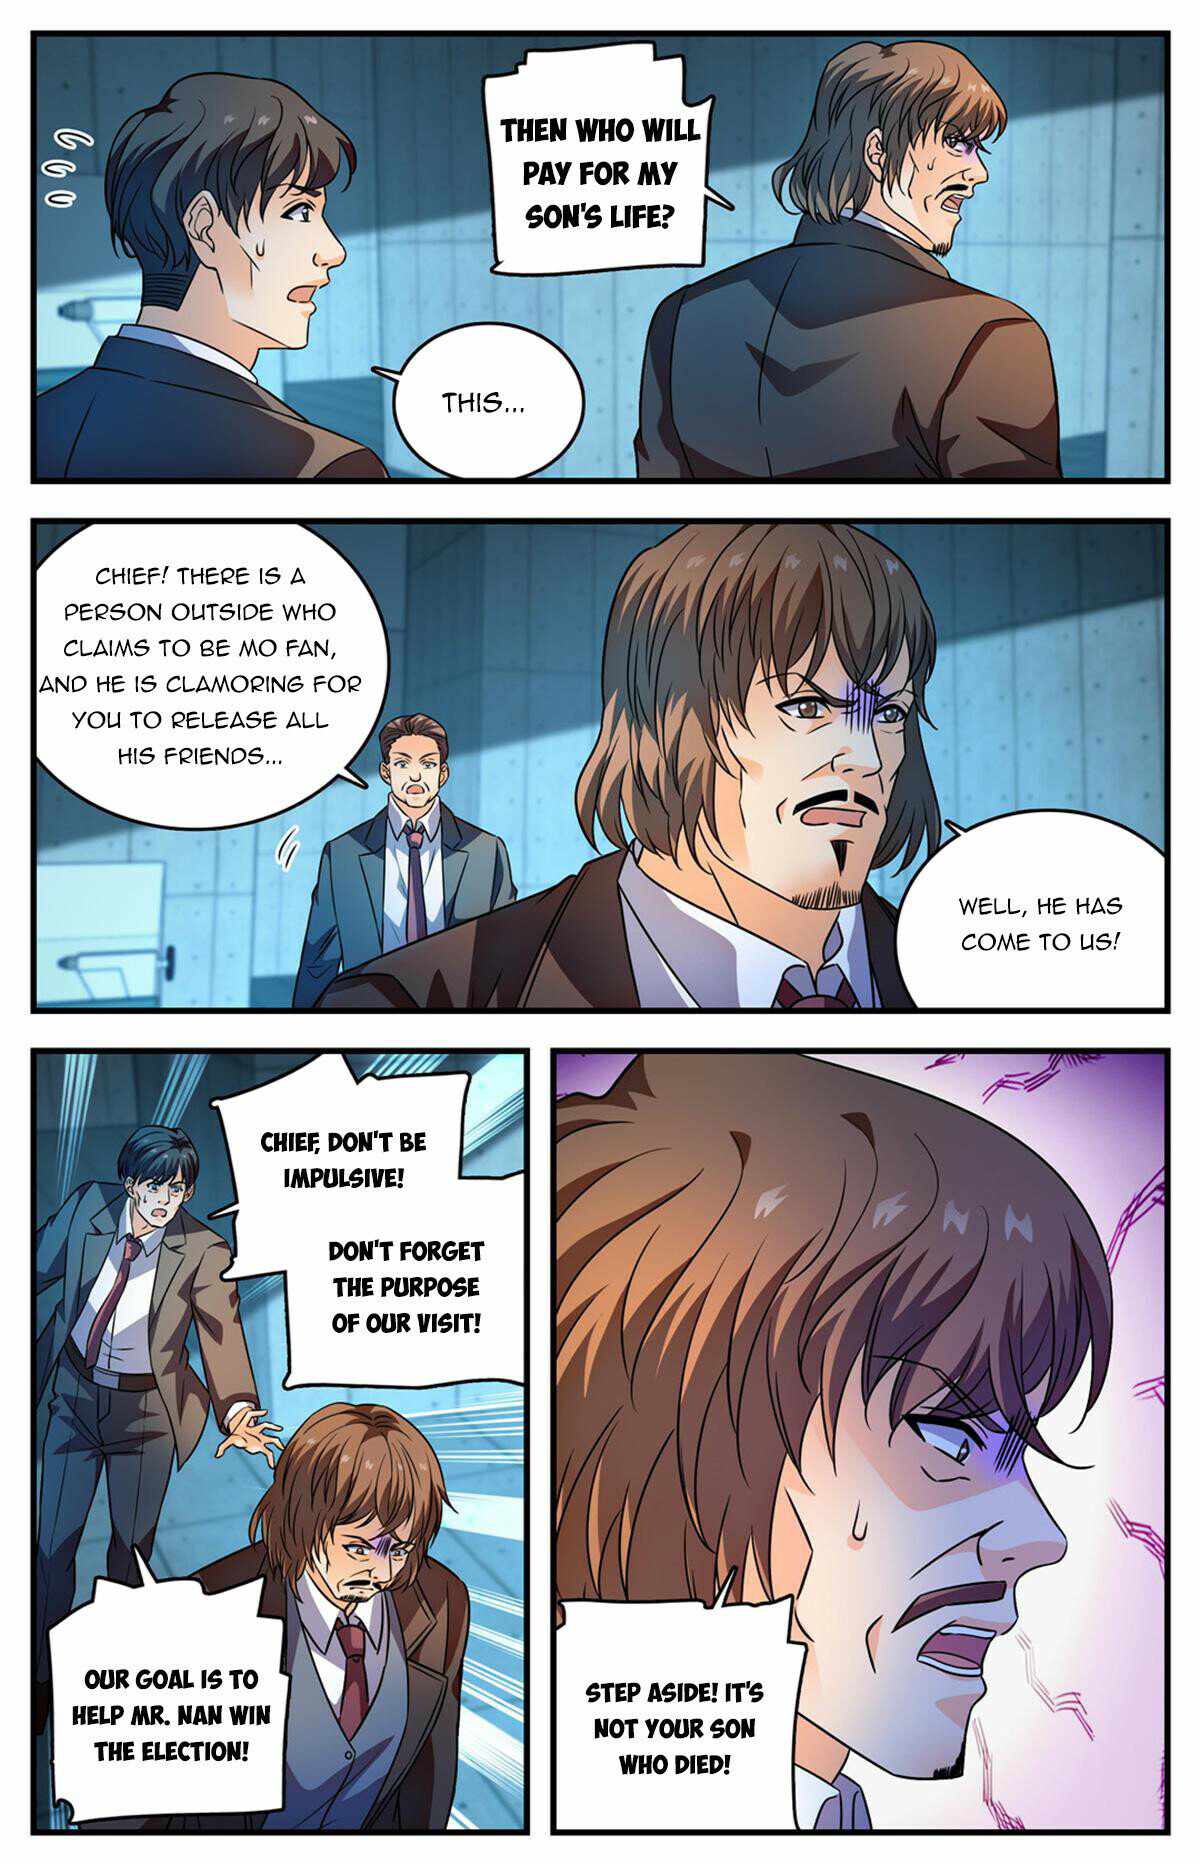 THEN WHO WILL
PAY FOR MY
SON'S LIFE?
THIS...
CHIEF! THERE IS A
PERSON OUTSIDE WHO
CLAIMS TO BE MO FAN,
AND HE IS CLAMORING FOR
YOU TO RELEASE ALL
HIS FRIENDS...
WELL, HE HAS
COME TO US!
CHIEF, DON'T BE
IMPULSIVE!
DON'T FORGET
THE PURPOSE
OF OUR VISIT!
OUR GOAL IS TO
HELP MR. NAN WIN
THE ELECTION!
STEP ASIDE! IT'S
NOT YOUR SON
WHO DIED!